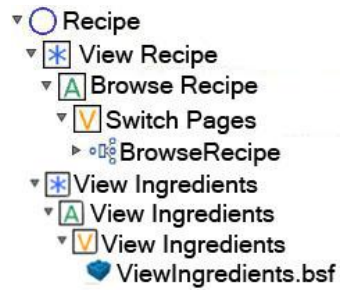 Recipe
View Recipe
A Browse Recipe
V Switch Pages
BrowseRecipe
View Ingredients
A View Ingredients
V View Ingredients
ViewIngredients.bsf